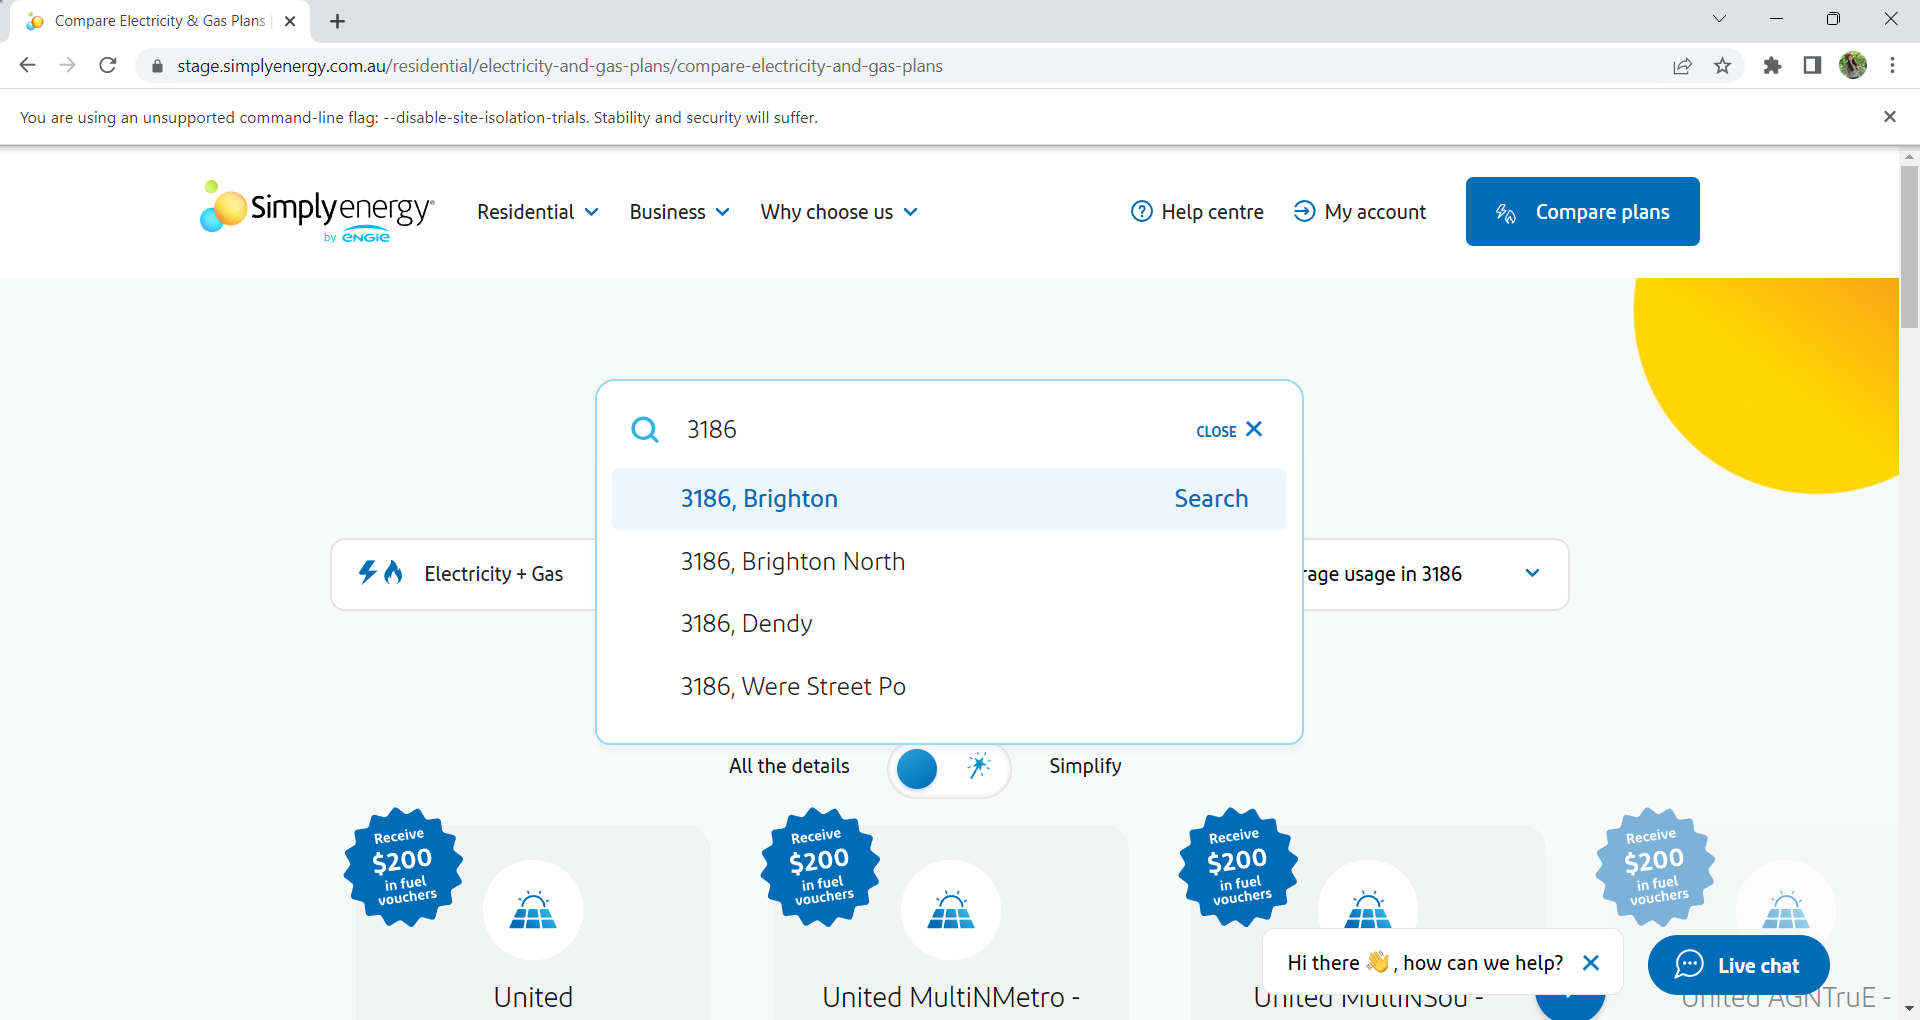 Compare Electricity & Gas Plans
stage.simplyenergy.com.au/residential/electricity-and-gas-plans/compare-electricity-and-gas-plans
You are using an unsupported command-line flag: --disable-site-isolation-trials. Stability and security will suffer.
Simplyenergy®
by ENGIE
Residential
Business
Why choose us
Help centre
My account
Compare plans
3186
CLOSE
3186, Brighton
Search
3186, Brighton North
3186, Dendy
3186, Were Street Po
Electricity + Gas
rage usage in 3186
All the details
Simplify
Receive
$200
in fuel
vouchers
Receive
$200
in fuel
vouchers
Receive
$200
in fuel
vouchers
Receive
$200
in fuel
vouchers
Hi there 👋, how can we help?
Live chat
United
United MultiNMetro -
United MultiNSou -
United AGNTruE -